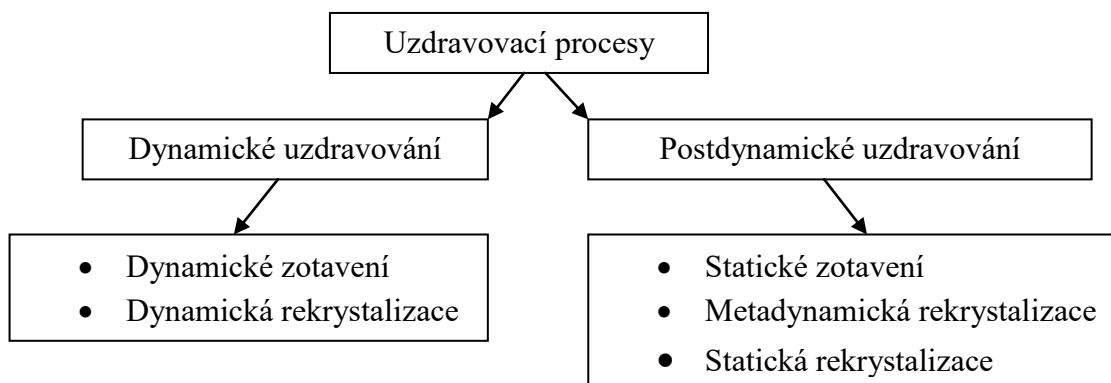 Uzdravovací procesy
Dynamické uzdravování
Postdynamické uzdravování
• Dynamické zotavení
• Dynamická rekrystalizace
• Statické zotavení
• Metadynamická rekrystalizace
• Statická rekrystalizace